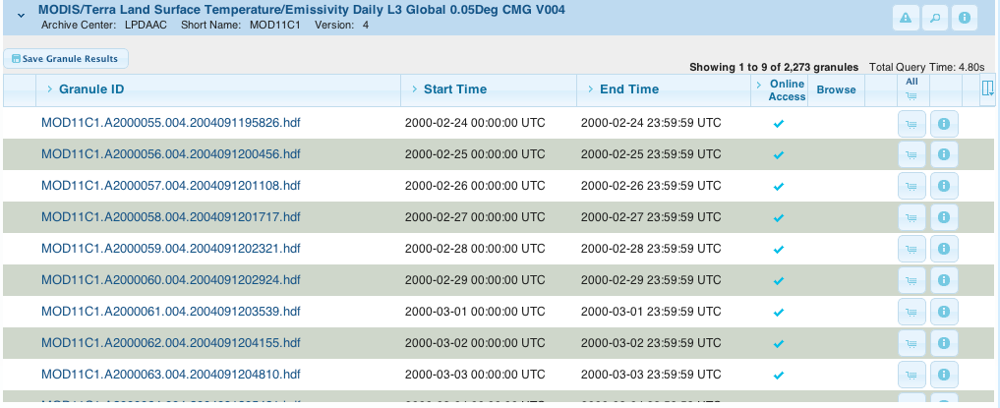 MODIS/Terra Land Surface Temperature/Emissivity Daily L3 Global 0.05Deg CMG V004
Archive Center: LPDAAC Short Name: MOD11C1 Version: 4
Save Granule Results
Showing 1 to 9 of 2,273 granules Total Query Time: 4.80s
Granule ID Start Time End Time Online Access Browse All
MOD11C1.A2000055.004.2004091195826.hdf 2000-02-24 00:00:00 UTC 2000-02-24 23:59:59 UTC
MOD11C1.A2000056.004.2004091200456.hdf 2000-02-25 00:00:00 UTC 2000-02-25 23:59:59 UTC
MOD11C1.A2000057.004.2004091201108.hdf 2000-02-26 00:00:00 UTC 2000-02-26 23:59:59 UTC
MOD11C1.A2000058.004.2004091201717.hdf 2000-02-27 00:00:00 UTC 2000-02-27 23:59:59 UTC
MOD11C1.A2000059.004.2004091202321.hdf 2000-02-28 00:00:00 UTC 2000-02-28 23:59:59 UTC
MOD11C1.A2000060.004.2004091202924.hdf 2000-02-29 00:00:00 UTC 2000-02-29 23:59:59 UTC
MOD11C1.A2000061.004.2004091203539.hdf 2000-03-01 00:00:00 UTC 2000-03-01 23:59:59 UTC
MOD11C1.A2000062.004.2004091204155.hdf 2000-03-02 00:00:00 UTC 2000-03-02 23:59:59 UTC
MOD11C1.A2000063.004.2004091204810.hdf 2000-03-03 00:00:00 UTC 2000-03-03 23:59:59 UTC